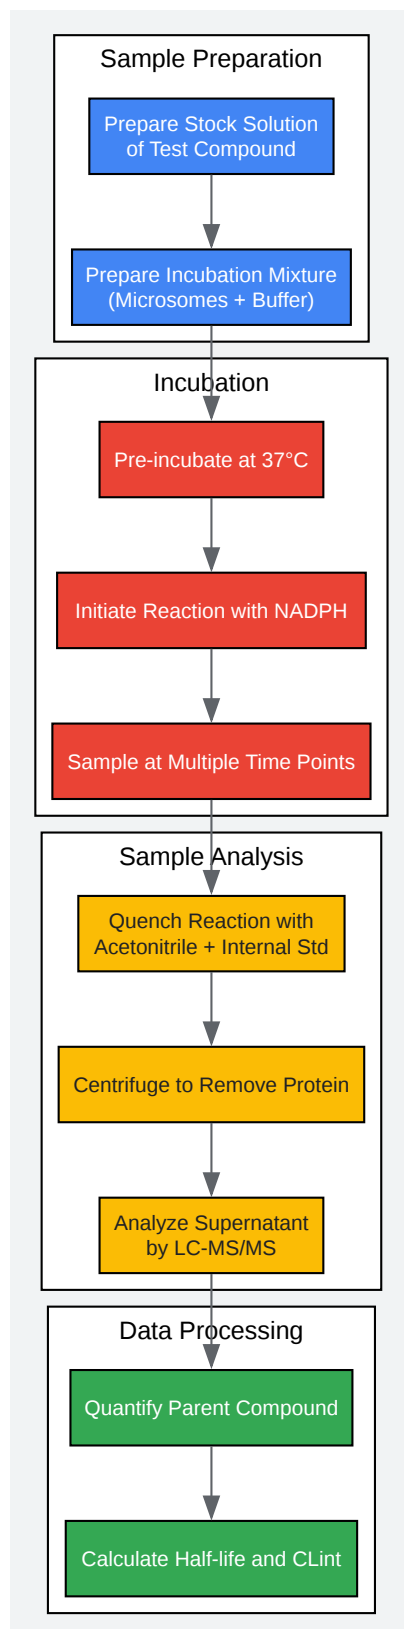 Sample Preparation
Prepare Stock Solution
of Test Compound
Prepare Incubation Mixture
(Microsomes + Buffer)
Incubation
Pre-incubate at 37°C
Initiate Reaction with NADPH
Sample at Multiple Time Points
Sample Analysis
Quench Reaction with
Acetonitrile + Internal Std
Centrifuge to Remove Protein
Analyze Supernatant
by LC-MS/MS
Data Processing
Quantify Parent Compound
Calculate Half-life and CLint